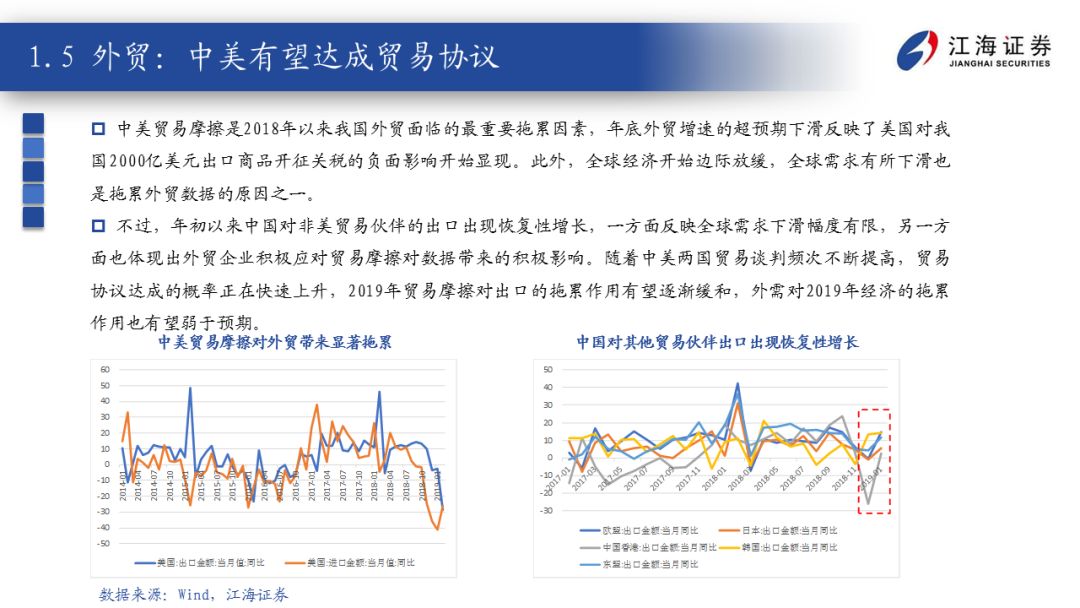 1.5 外贸：中美有望达成贸易协议
江海证券
JIANGHAI SECURITIES
中美贸易摩擦是2018年以来我国外贸面临的最重要拖累因素，年底外贸增速的超预期下滑反映了美国对我
国2000亿美元出口商品开征关税的负面影响开始显现。此外，全球经济开始边际放缓，全球需求有所下滑也
是拖累外贸数据的原因之一。
不过，年初以来中国对非美贸易伙伴的出口出现恢复性增长，一方面反映全球需求下滑幅度有限，另一方
面也体现出外贸企业积极应对贸易摩擦对数据带来的积极影响。随着中美两国贸易谈判频次不断提高，贸易
协议达成的概率正在快速上升，2019年贸易摩擦对出口的拖累作用有望逐渐缓和，外需对2019年经济的拖累
作用也有望弱于预期。
中美贸易摩擦对外贸带来显著拖累
60
50
40
30
20
10
0
-10
-20
-30
-40
-50
2014-01
2014-04
2014-07
2014-10
2015-01
2015-04
2015-07
2015-10
2016-01
2016-04
2016-07
2016-10
2017-01
2017-04
2017-07
2017-10
2018-01
2018-04
2018-07
2018-10
2019-01
美国:出口金额:当月值:同比
美国:进口金额:当月值:同比
中国对其他贸易伙伴出口出现恢复性增长
50
40
30
20
10
0
-10
-20
-30
2017-01
2017-03
2017-05
2017-07
2017-09
2017-11
2018-01
2018-03
2018-05
2018-07
2018-09
2018-11
2019-01
欧盟:出口金额:当月同比
日本:出口金额:当月同比
中国香港:出口金额:当月同比
韩国:出口金额:当月同比
东盟:出口金额:当月同比
数据来源：Wind，江海证券